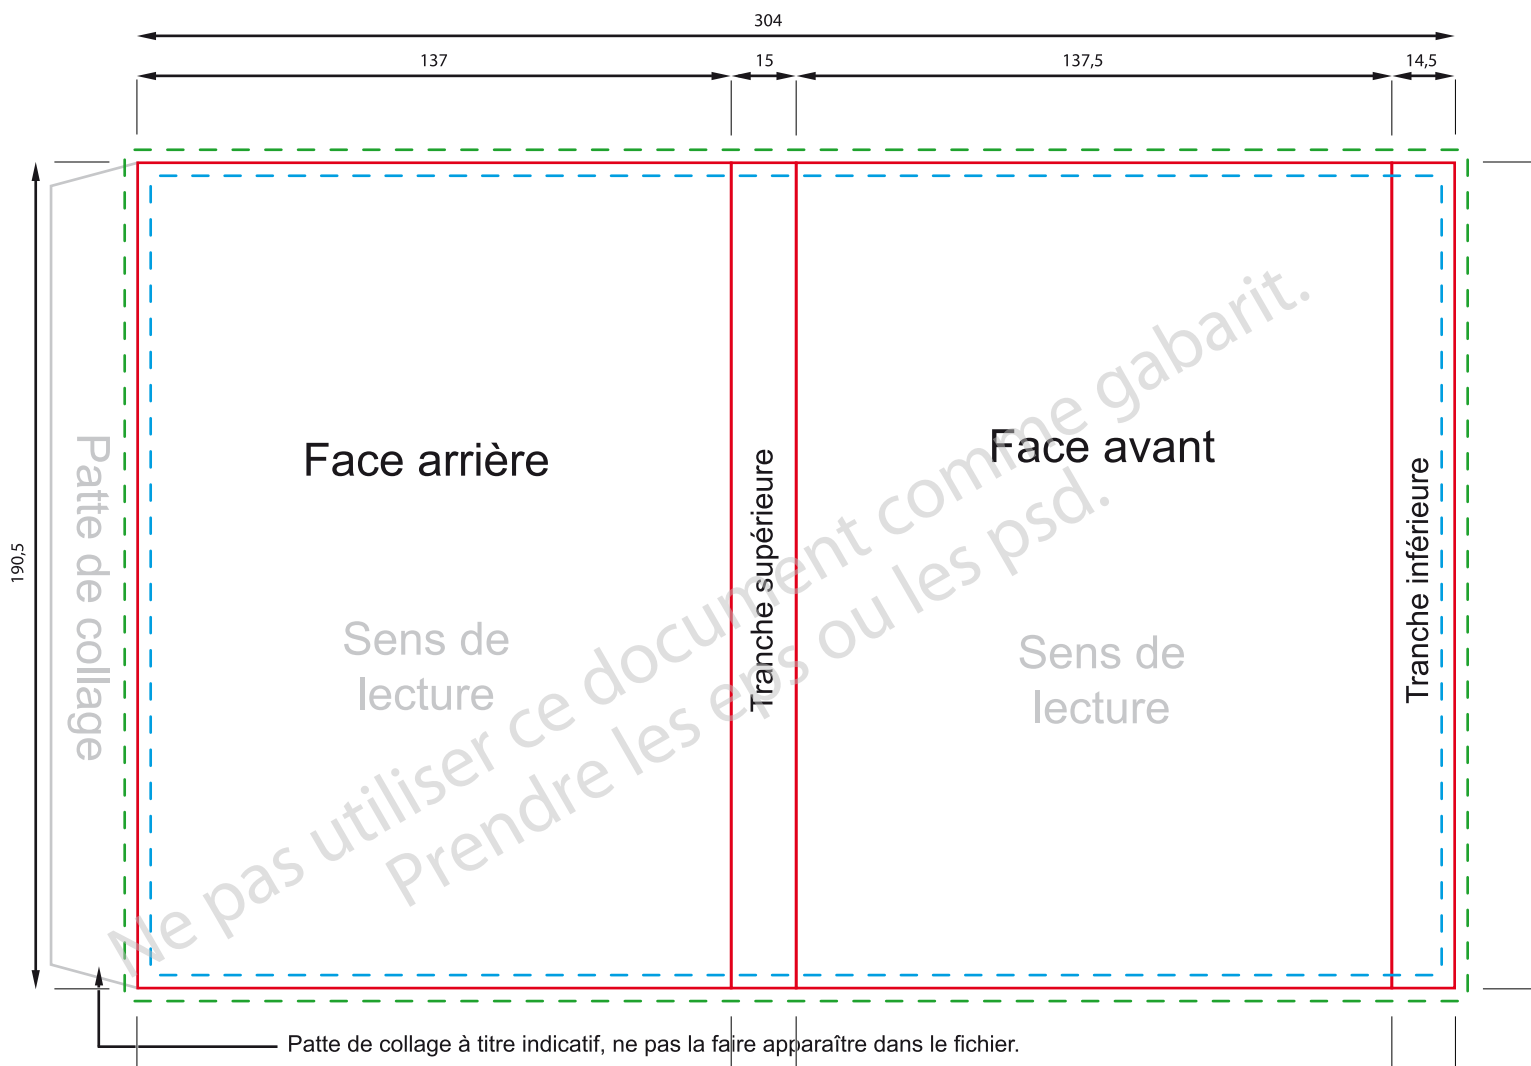 304
137
15
137,5
14,5
190,5
Patte de collage
Face arrière
Sens de
lecture
Tranche supérieure
Face avant
Sens de
lecture
Tranche inférieure
Ne pas utiliser ce document comme gabarit.
Prendre les eps ou les psd.
Patte de collage à titre indicatif, ne pas la faire apparaître dans le fichier.